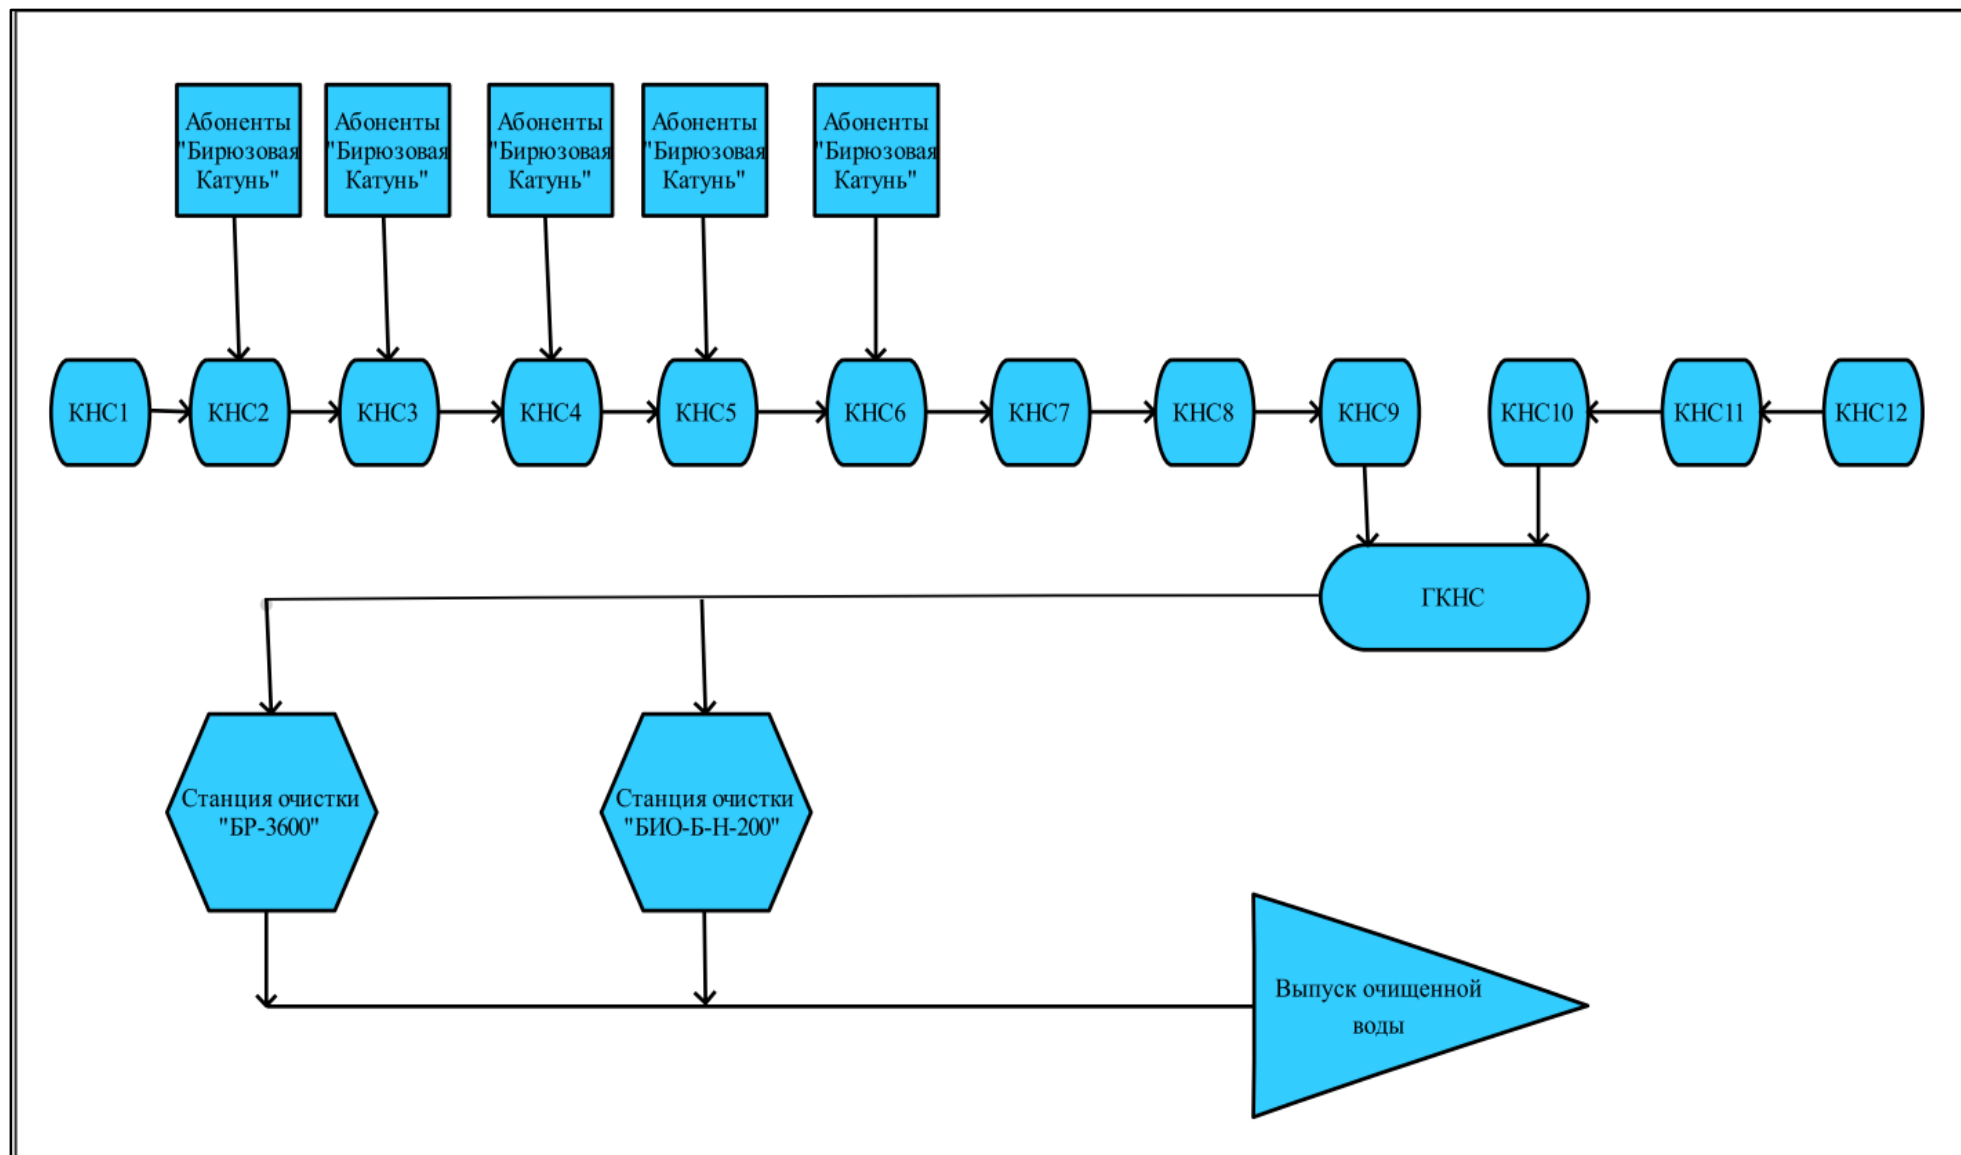 Абоненты
"Бирюзовая
Катунь"
Абоненты
"Бирюзовая
Катунь"
Абоненты
"Бирюзовая
Катунь"
Абоненты
"Бирюзовая
Катунь"
Абоненты
"Бирюзовая
Катунь"
КНС1
КНС2
КНС3
КНС4
КНС5
КНС6
КНС7
КНС8
КНС9
КНС10
КНС11
КНС12
ГКНС
Станция очистки
"БР-3600"
Станция очистки
"БИО-Б-Н-200"
Выпуск очищенной
воды